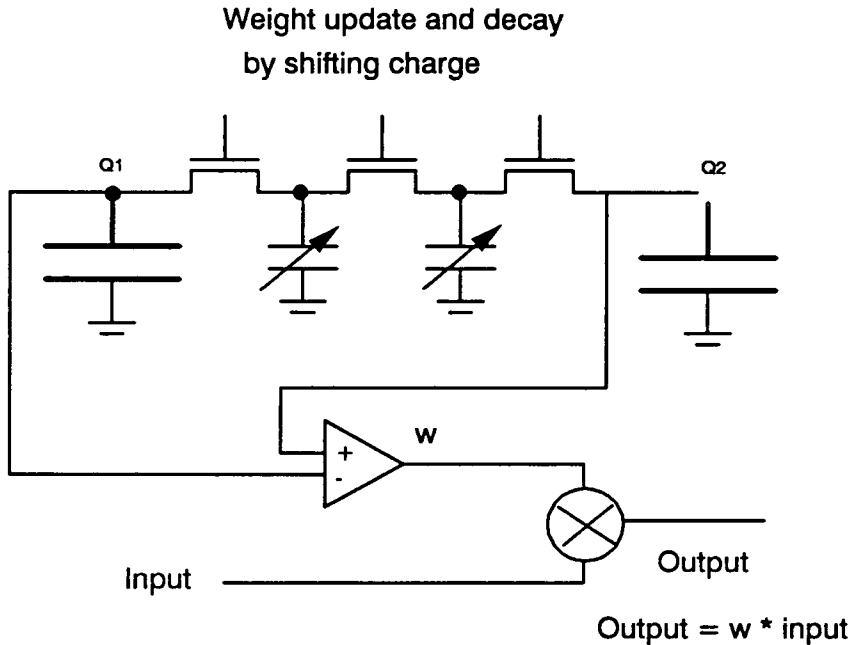 Weight update and decay
by shifting charge
Q1
Q2
+
-
w
Input
Output
Output = w * input